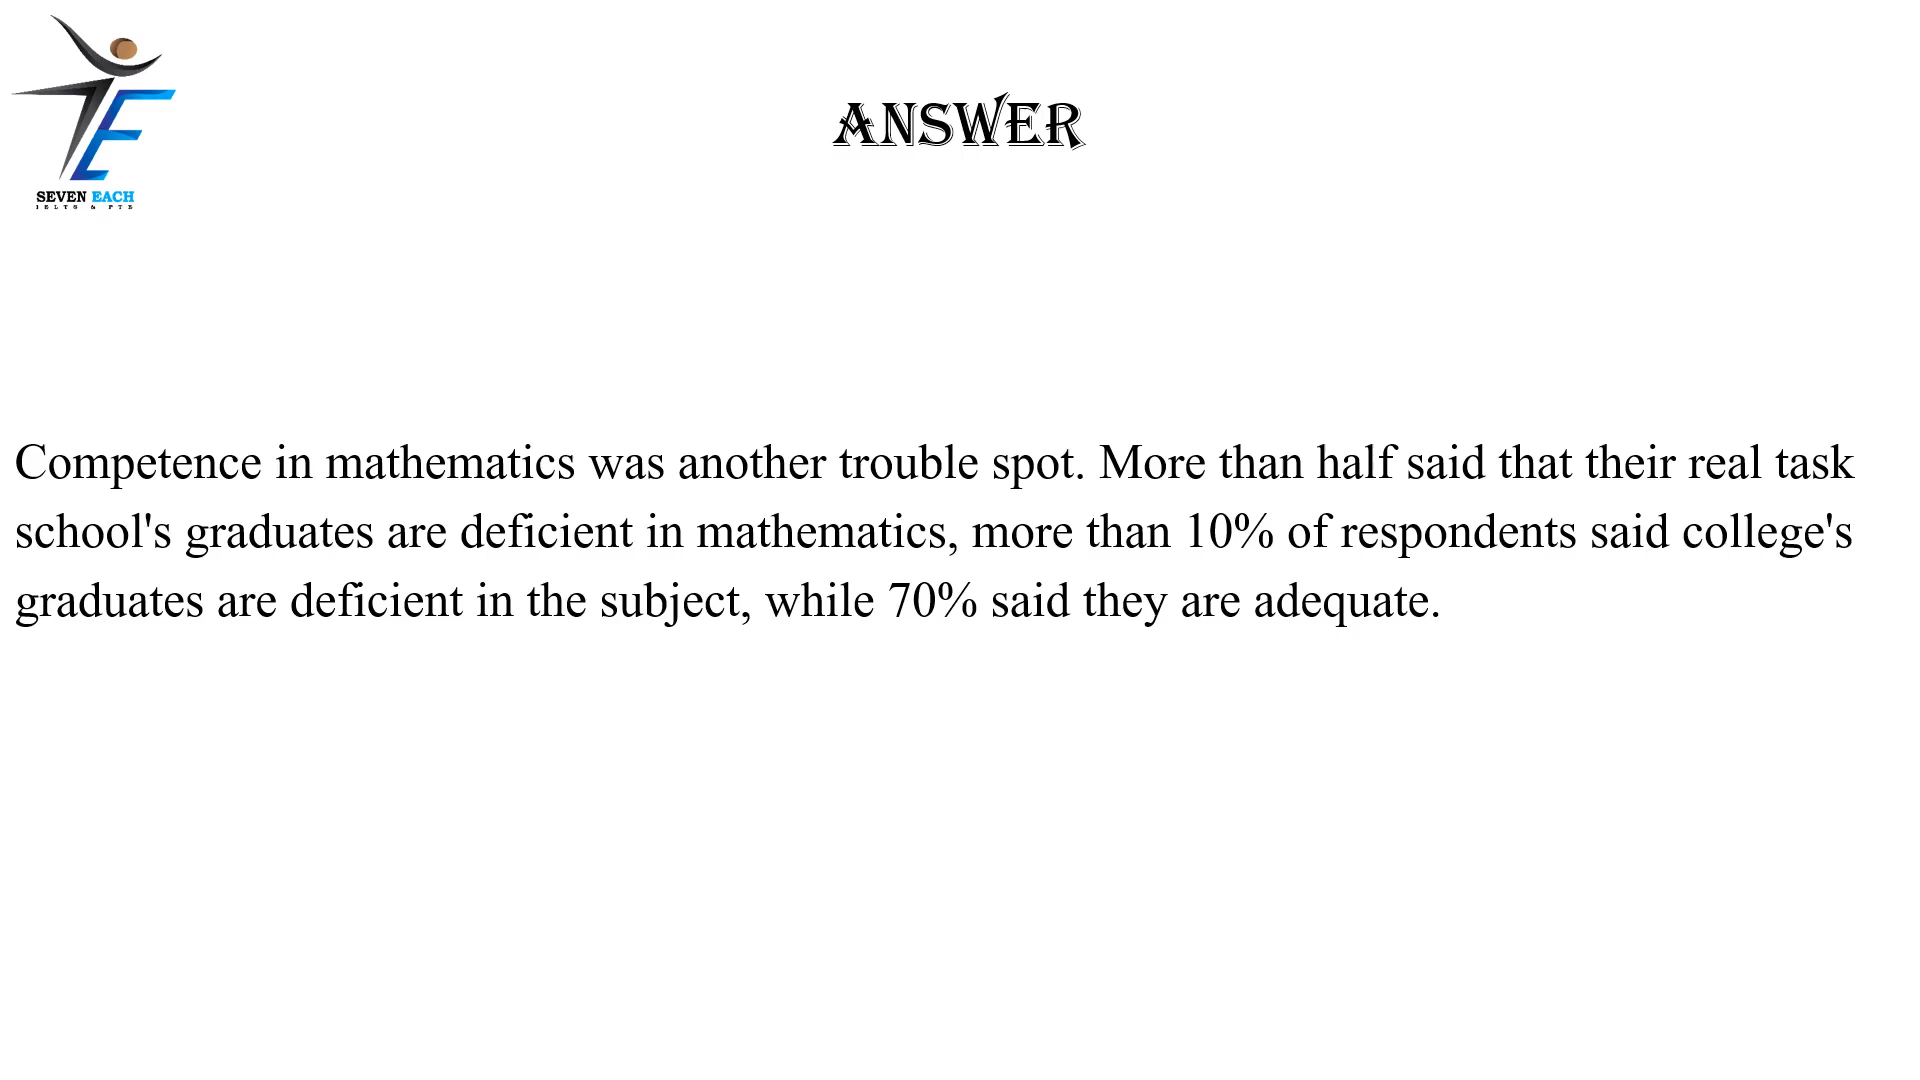 SEVEN EACH
IELTS & PTE
ANSWER
Competence in mathematics was another trouble spot. More than half said that their real task
school's graduates are deficient in mathematics, more than 10% of respondents said college's
graduates are deficient in the subject, while 70% said they are adequate.